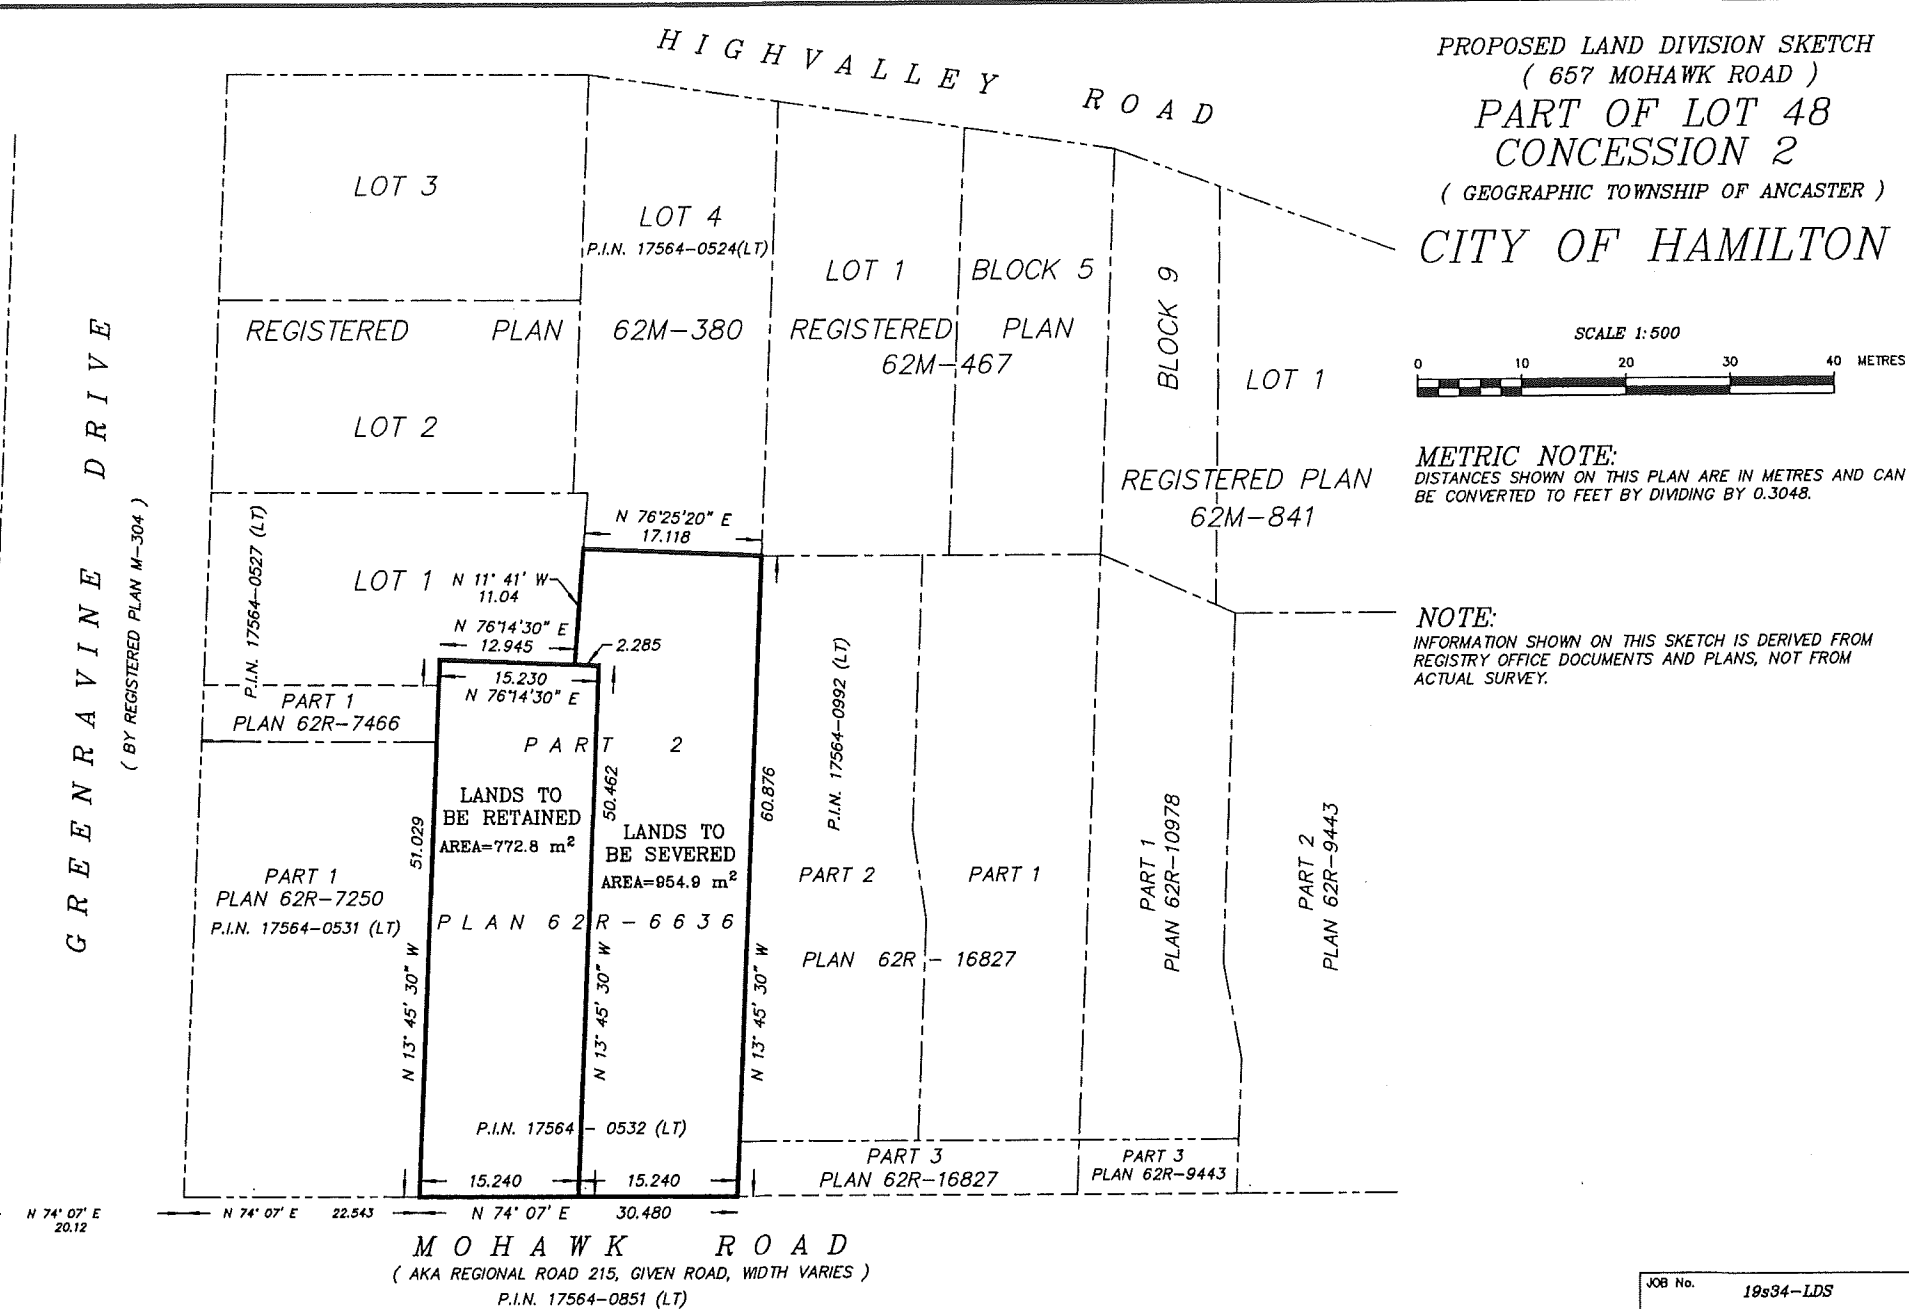 HIGHVALLEY ROAD
PROPOSED LAND DIVISION SKETCH
( 657 MOHAWK ROAD )
PART OF LOT 48
CONCESSION 2
( GEOGRAPHIC TOWNSHIP OF ANCASTER )
CITY OF HAMILTON
SCALE 1:500
0 10 20 30 40 METRES
METRIC NOTE:
DISTANCES SHOWN ON THIS PLAN ARE IN METRES AND CAN
BE CONVERTED TO FEET BY DIVIDING BY 0.3048.
NOTE:
INFORMATION SHOWN ON THIS SKETCH IS DERIVED FROM
REGISTRY OFFICE DOCUMENTS AND PLANS, NOT FROM
ACTUAL SURVEY.
LOT 3
LOT 4
P.I.N. 17564-0524(LT)
LOT 1
BLOCK 5
BLOCK 9
LOT 1
REGISTERED PLAN 62M-380
REGISTERED PLAN
62M-467
LOT 2
REGISTERED PLAN
62M-841
GREENRAVINE DRIVE
( BY REGISTERED PLAN M-304 )
P.I.N. 17564-0527 (LT)
LOT 1
N 76°25'20" E
17.118
N 11° 41' W
11.04
N 76°14'30" E
12.945
2.285
15.230
N 76°14'30" E
PART 1
PLAN 62R-7466
PART 2
LANDS TO
BE RETAINED
AREA=772.8 m²
50.462
LANDS TO
BE SEVERED
AREA=954.9 m²
51.029
60.876
P.I.N. 17564-0992 (LT)
PART 1
PLAN 62R-7250
P.I.N. 17564-0531 (LT)
PLAN 62R-6636
PART 2
PART 1
PLAN 62R - 16827
PART 1
PLAN 62R-10978
PART 2
PLAN 62R-9443
N 13° 45' 30" W
N 13° 45' 30" W
N 13° 45' 30" W
P.I.N. 17564 - 0532 (LT)
PART 3
PLAN 62R-16827
PART 3
PLAN 62R-9443
15.240
15.240
N 74° 07' E
20.12
N 74° 07' E 22.543
N 74° 07' E 30.480
MOHAWK ROAD
( AKA REGIONAL ROAD 215, GIVEN ROAD, WIDTH VARIES )
P.I.N. 17564-0851 (LT)
JOB No. 19s34-LDS